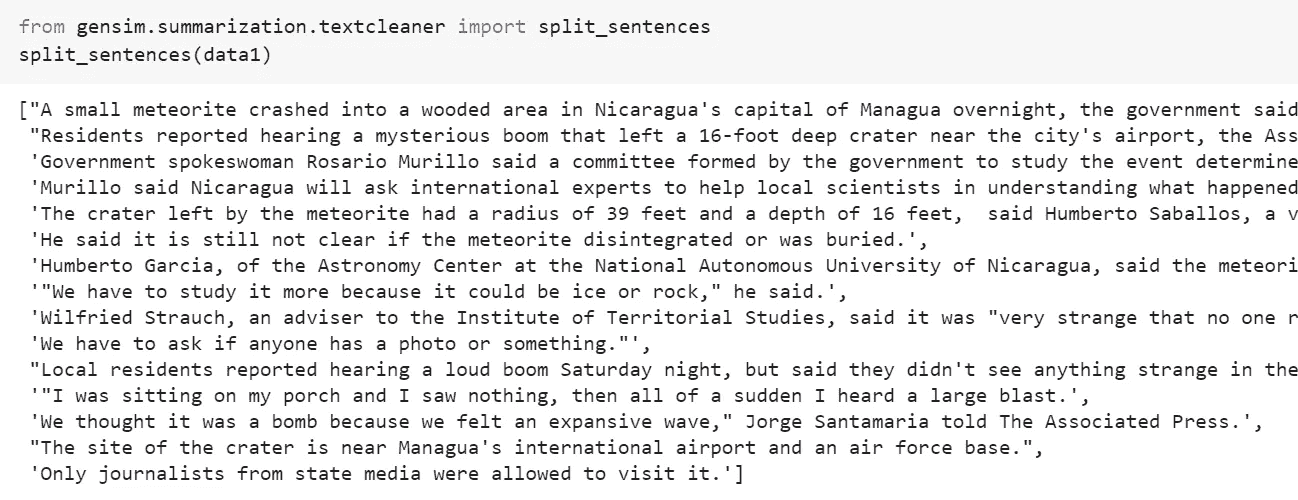 from gensim.summarization.textcleaner import split_sentences
split_sentences(data1)
["A small meteorite crashed into a wooded area in Nicaragua's capital of Managua overnight, the government said
"Residents reported hearing a mysterious boom that left a 16-foot deep crater near the city's airport, the Ass
'Government spokeswoman Rosario Murillo said a committee formed by the government to study the event determine
'Murillo said Nicaragua will ask international experts to help local scientists in understanding what happened
'The crater left by the meteorite had a radius of 39 feet and a depth of 16 feet,  said Humberto Saballos, a v
'He said it is still not clear if the meteorite disintegrated or was buried.',
'Humberto Garcia, of the Astronomy Center at the National Autonomous University of Nicaragua, said the meteori
'"We have to study it more because it could be ice or rock," he said.',
'Wilfried Strauch, an adviser to the Institute of Territorial Studies, said it was "very strange that no one r
'We have to ask if anyone has a photo or something."',
"Local residents reported hearing a loud boom Saturday night, but said they didn't see anything strange in the
'"I was sitting on my porch and I saw nothing, then all of a sudden I heard a large blast.',
'We thought it was a bomb because we felt an expansive wave," Jorge Santamaria told The Associated Press.',
"The site of the crater is near Managua's international airport and an air force base.",
'Only journalists from state media were allowed to visit it.']